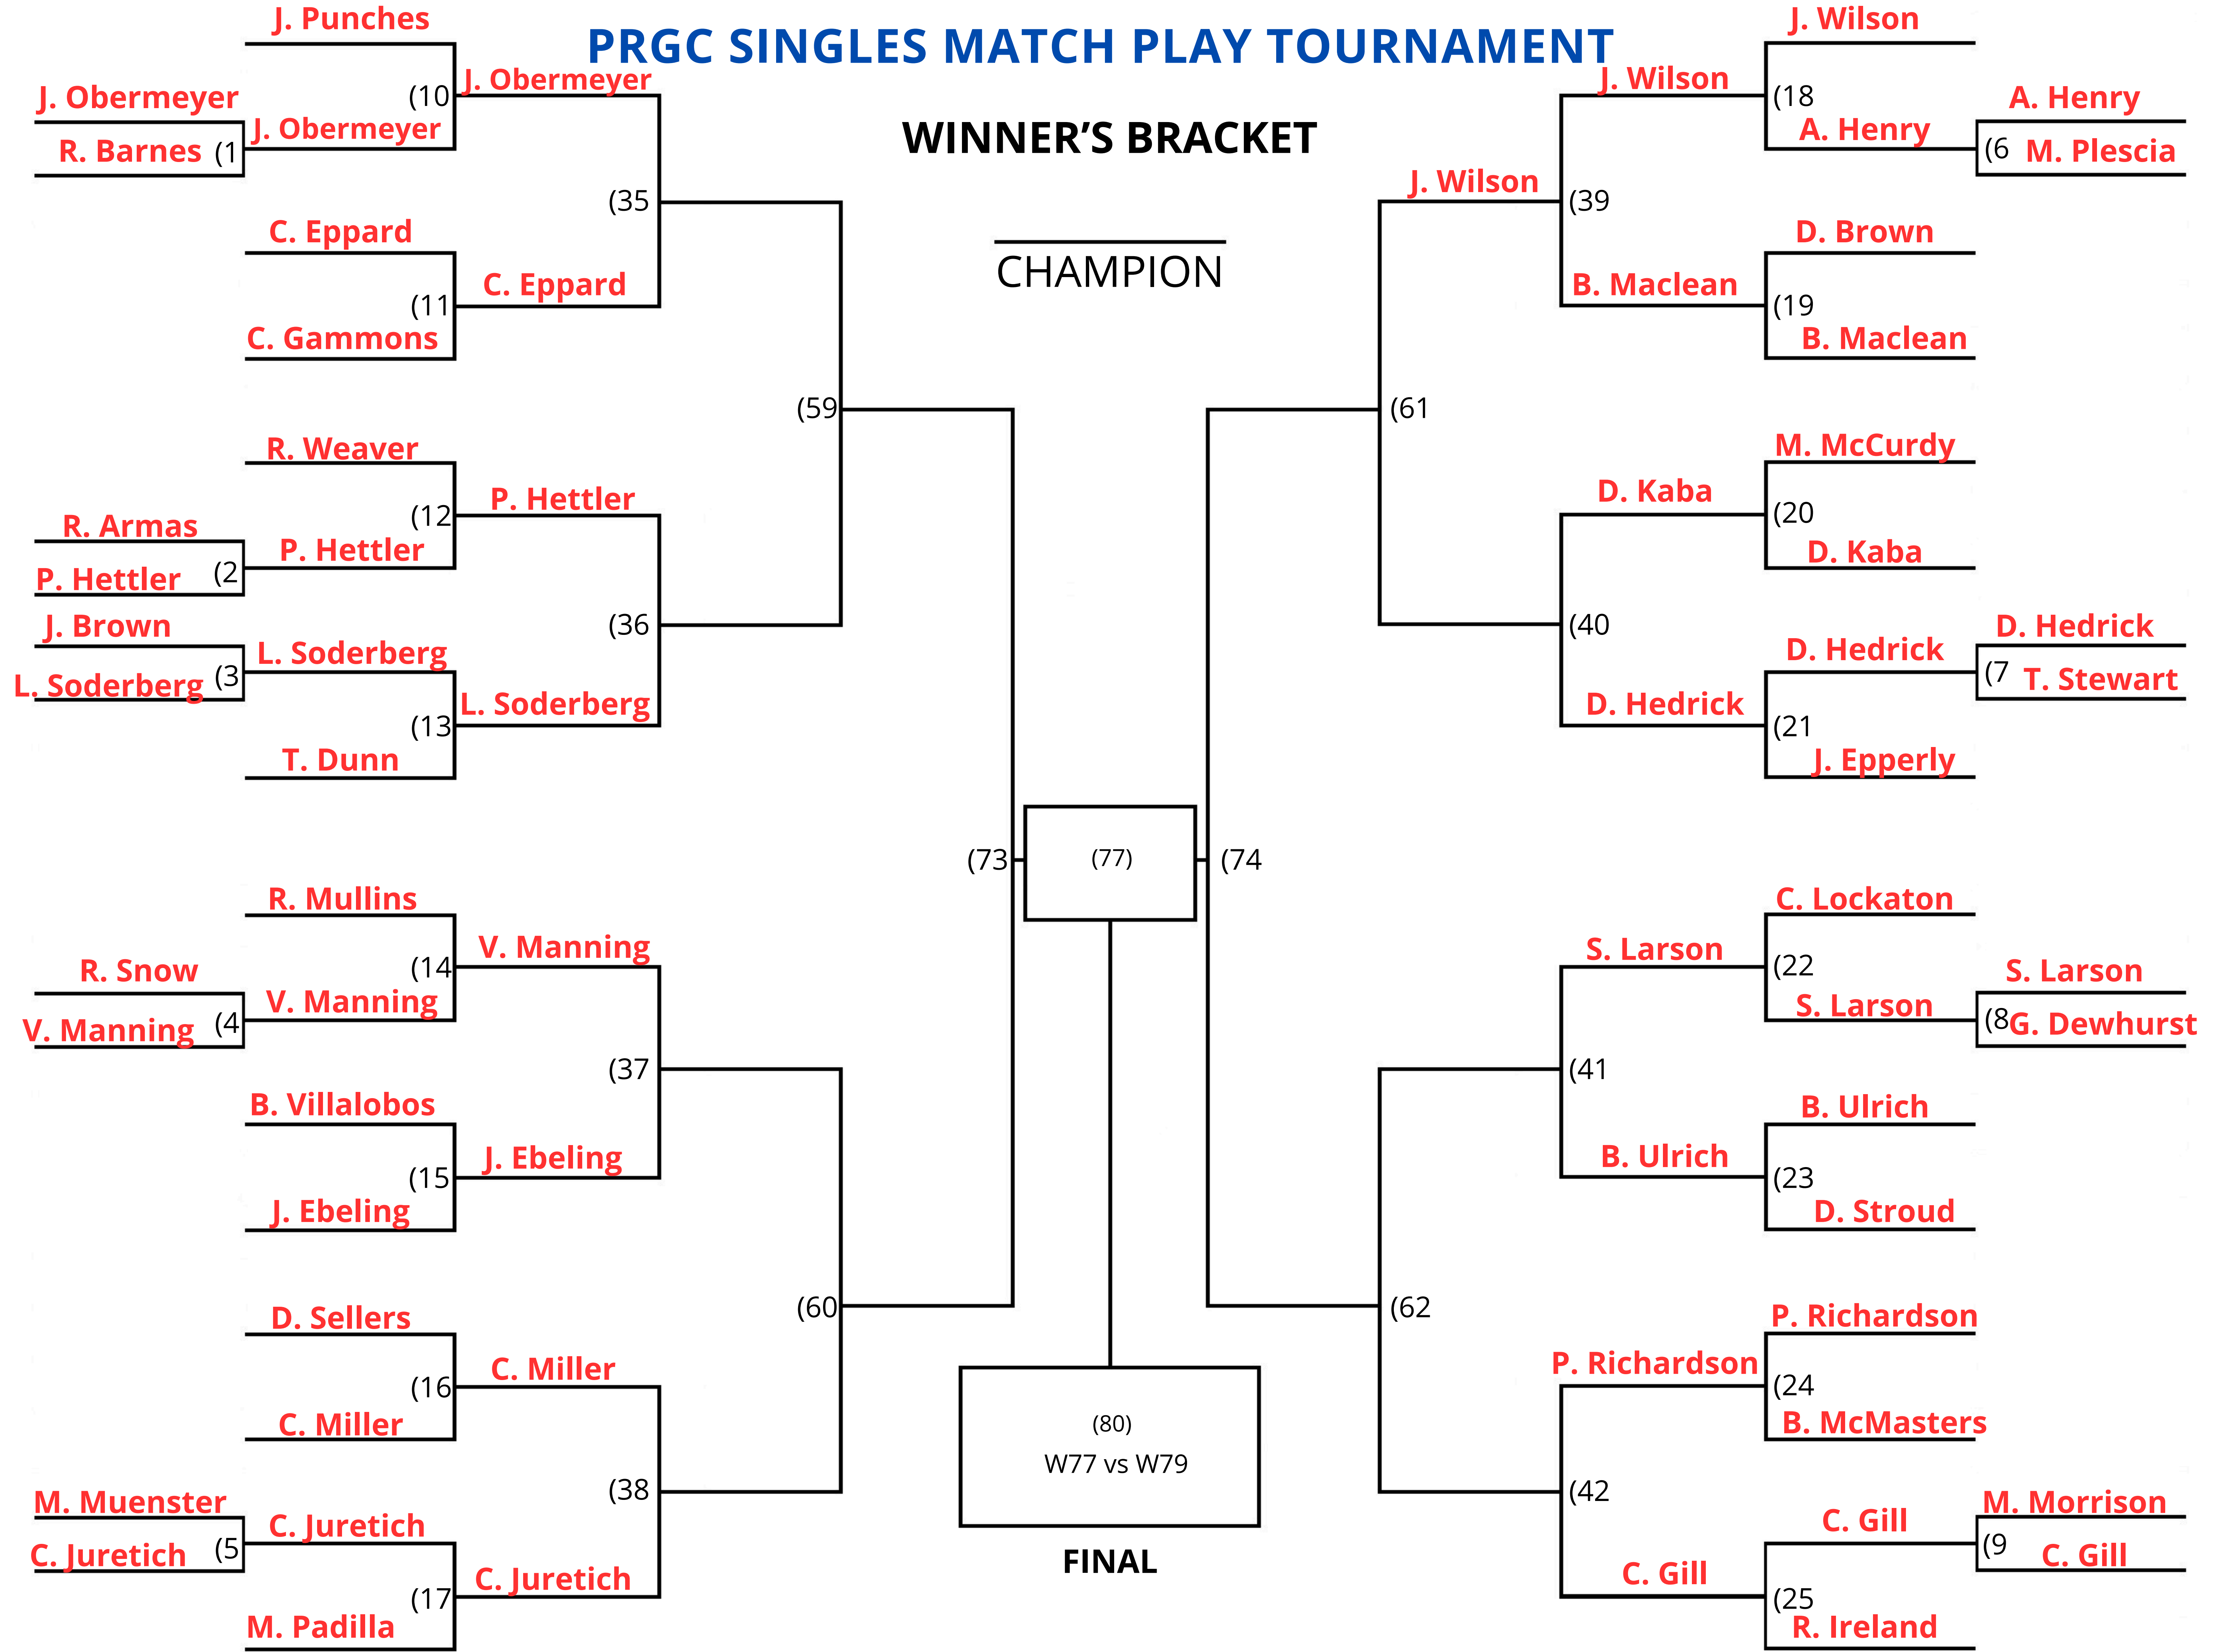 J. Punches
PRGC SINGLES MATCH PLAY TOURNAMENT
WINNER’S BRACKET
CHAMPION
J. Obermeyer
R. Barnes
(1
J. Obermeyer
(10
J. Obermeyer
C. Eppard
(11
C. Gammons
C. Eppard
(35
R. Weaver
R. Armas
P. Hettler
(2
P. Hettler
(12
P. Hettler
J. Brown
L. Soderberg
(3
L. Soderberg
(13
T. Dunn
L. Soderberg
(36
(59
R. Mullins
R. Snow
V. Manning
(4
V. Manning
(14
V. Manning
B. Villalobos
(15
J. Ebeling
J. Ebeling
(37
D. Sellers
(16
C. Miller
C. Miller
M. Muenster
C. Juretich
(5
C. Juretich
(17
M. Padilla
C. Juretich
(38
(60
(73
(77)
(74
(80)
W77 vs W79
FINAL
J. Wilson
J. Wilson
(18
A. Henry
A. Henry
(6
M. Plescia
J. Wilson
(39
D. Brown
B. Maclean
(19
B. Maclean
(61
M. McCurdy
D. Kaba
(20
D. Kaba
(40
D. Hedrick
D. Hedrick
(7
T. Stewart
D. Hedrick
(21
J. Epperly
C. Lockaton
S. Larson
(22
S. Larson
S. Larson
(8
G. Dewhurst
(41
B. Ulrich
B. Ulrich
(23
D. Stroud
(62
P. Richardson
P. Richardson
(24
B. McMasters
(42
M. Morrison
C. Gill
(9
C. Gill
C. Gill
(25
R. Ireland